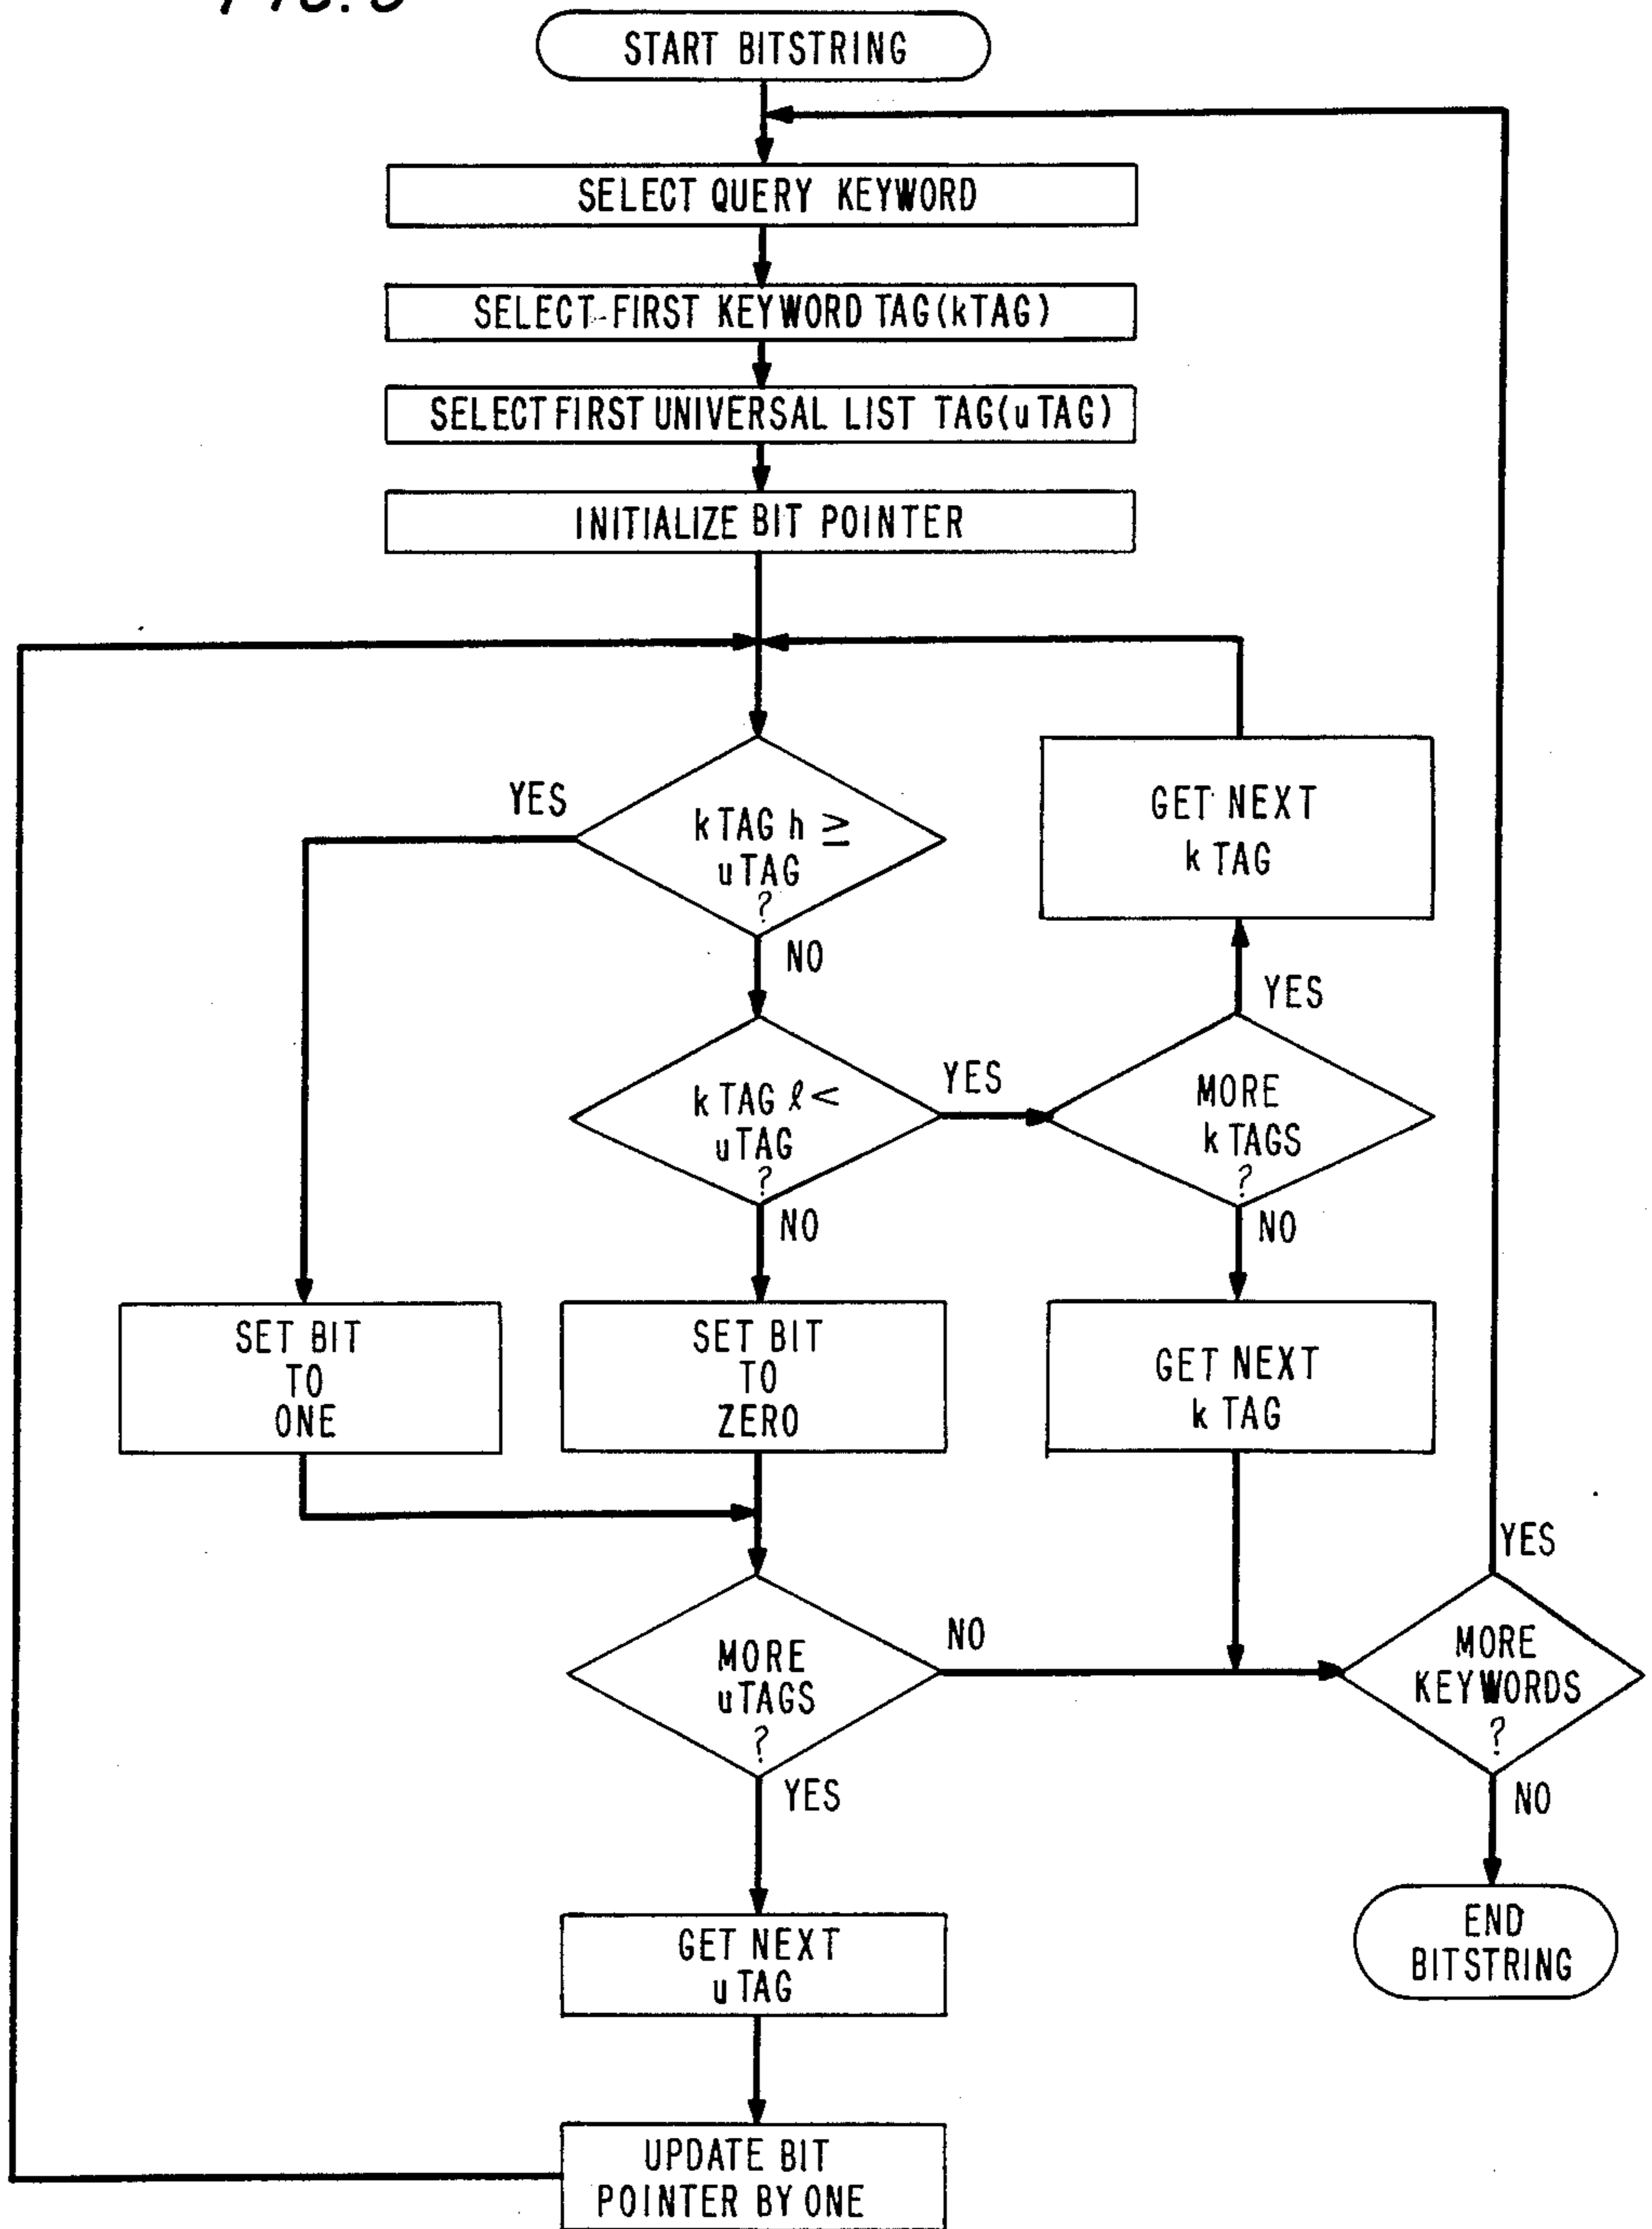 START BITSTRING
SELECT QUERY KEYWORD
SELECT FIRST KEYWORD TAG(kTAG)
SELECT FIRST UNIVERSAL LIST TAG(uTAG)
INITIALIZE BIT POINTER
YES
k TAG h ≥
uTAG
?
NO
GET NEXT
k TAG
YES
k TAG ℓ <
uTAG
?
YES
NO
MORE
k TAGS
?
NO
SET BIT
TO
ONE
SET BIT
TO
ZERO
GET NEXT
k TAG
MORE
uTAGS
?
NO
YES
YES
MORE
KEYWORDS
?
NO
GET NEXT
u TAG
END
BITSTRING
UPDATE BIT
POINTER BY ONE